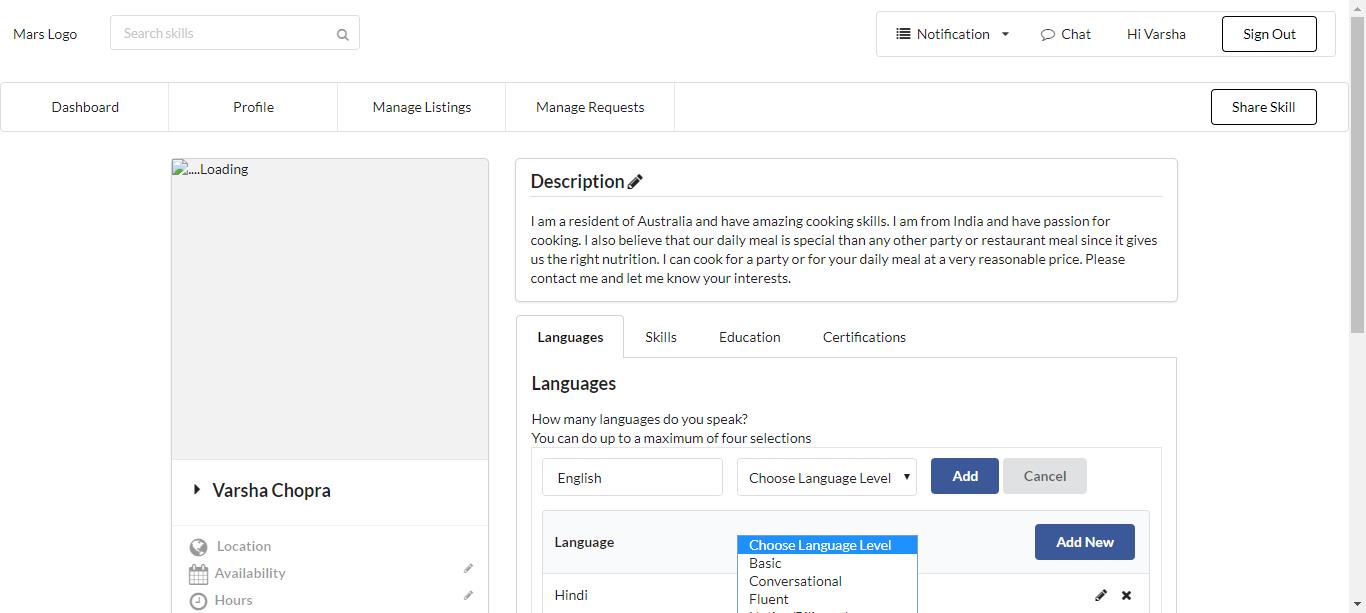 Mars Logo
Search skills
Notification
Chat
Hi Varsha
Sign Out
Dashboard
Profile
Manage Listings
Manage Requests
Share Skill
....Loading
Varsha Chopra
Location
Availability
Hours
Description
I am a resident of Australia and have amazing cooking skills. I am from India and have passion for
cooking. I also believe that our daily meal is special than any other party or restaurant meal since it gives
us the right nutrition. I can cook for a party or for your daily meal at a very reasonable price. Please
contact me and let me know your interests.
Languages
Skills
Education
Certifications
Languages
How many languages do you speak?
You can do up to a maximum of four selections
English
Choose Language Level
Add
Cancel
Language
Add New
Choose Language Level
Basic
Conversational
Fluent
Hindi